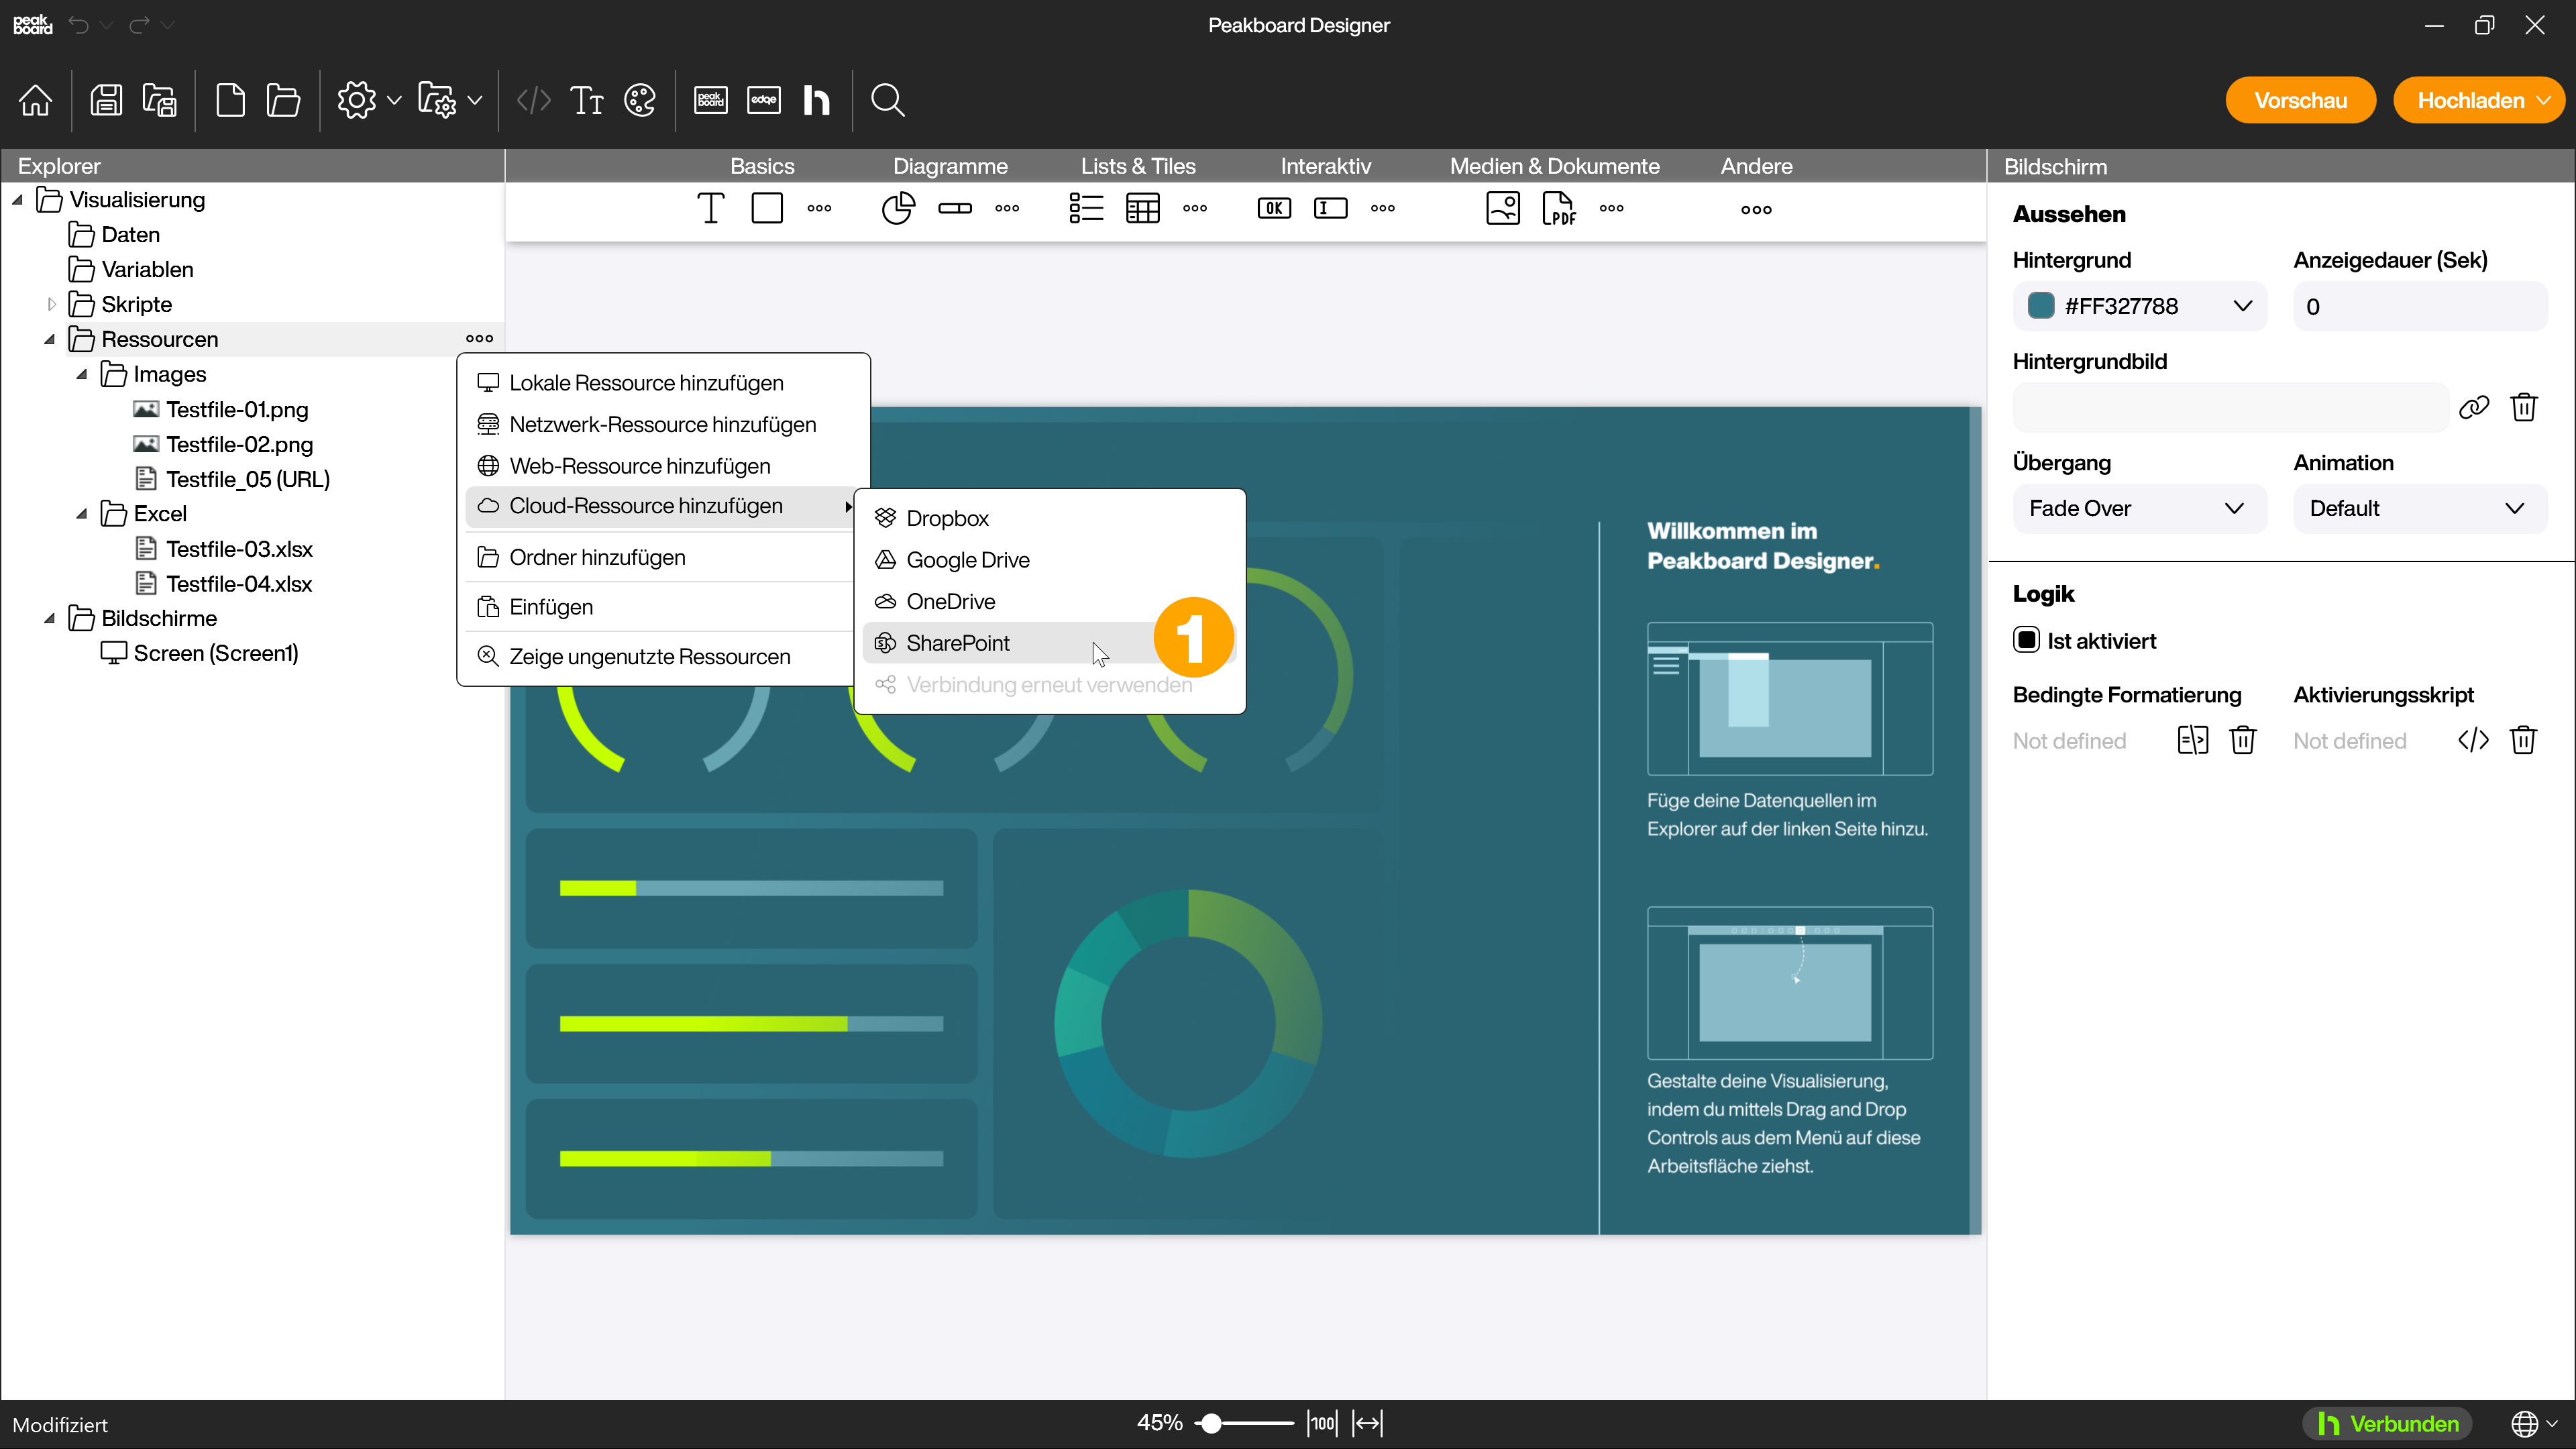 peak
board
Peakboard Designer
peak
board
edge
Vorschau
Hochladen
Explorer
Basics
Diagramme
Lists & Tiles
Interaktiv
Medien & Dokumente
Andere
Bildschirm
OK
PDF
Visualisierung
Daten
Variablen
Skripte
Ressourcen
Images
Testfile-01.png
Testfile-02.png
Testfile_05 (URL)
Excel
Testfile-03.xlsx
Testfile-04.xlsx
Bildschirme
Screen (Screen1)
Lokale Ressource hinzufügen
Netzwerk-Ressource hinzufügen
Web-Ressource hinzufügen
Cloud-Ressource hinzufügen
Ordner hinzufügen
Einfügen
Zeige ungenutzte Ressourcen
Dropbox
Google Drive
OneDrive
SharePoint
1
Verbindung erneut verwenden
Willkommen im
Peakboard Designer.
Füge deine Datenquellen im
Explorer auf der linken Seite hinzu.
Gestalte deine Visualisierung,
indem du mittels Drag and Drop
Controls aus dem Menü auf diese
Arbeitsfläche ziehst.
Aussehen
Hintergrund
Anzeigedauer (Sek)
#FF327788
0
Hintergrundbild
Übergang
Animation
Fade Over
Default
Logik
Ist aktiviert
Bedingte Formatierung
Aktivierungsskript
Not defined
Not defined
Modifiziert
45%
100
Verbunden